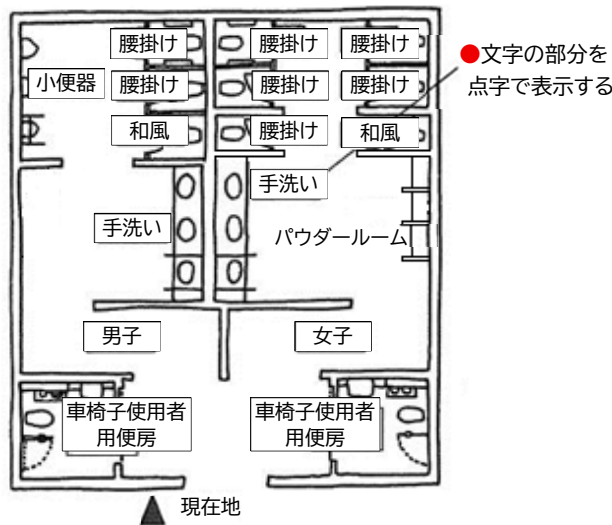 腰掛け
腰掛け
腰掛け
●文字の部分を
点字で表示する
小便器
腰掛け
腰掛け
腰掛け
和風
腰掛け
和風
手洗い
手洗い
パウダールーム
男子
女子
車椅子使用者
用便房
車椅子使用者
用便房
現在地